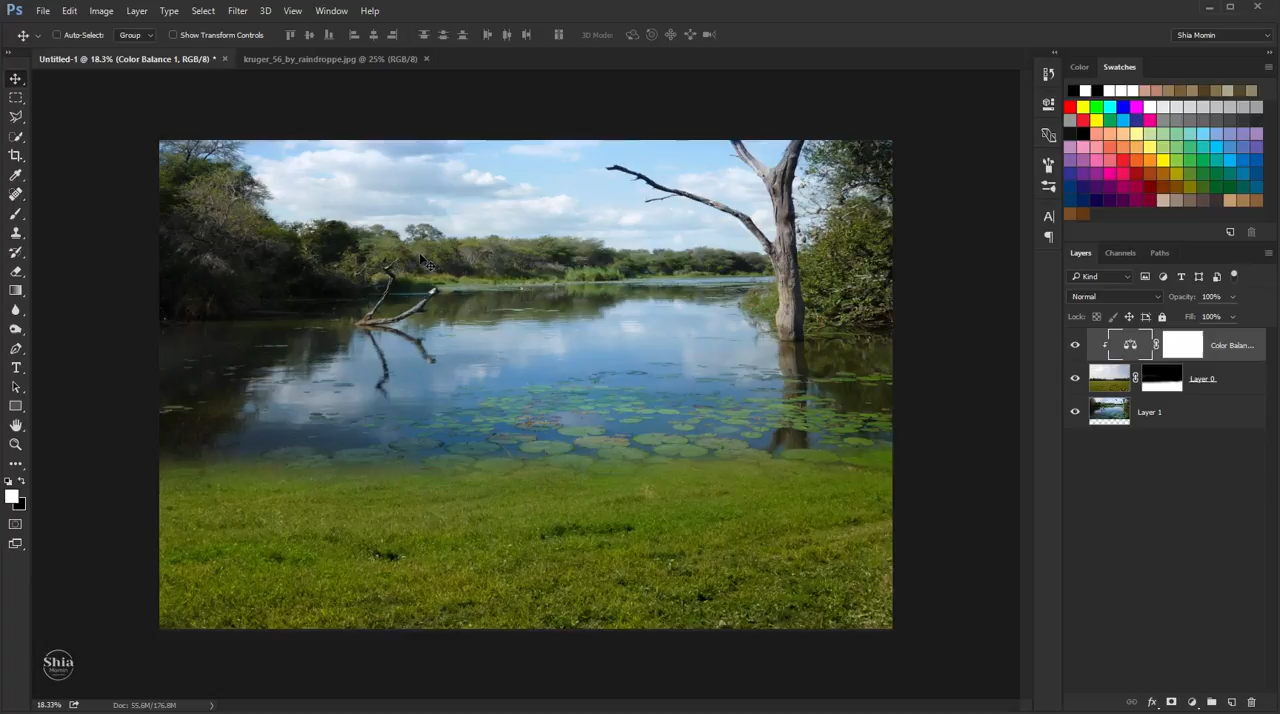 Ps File Edit Image Layer Type Select Filter 3D View Window Help
Auto-Select: Group Show Transform Controls 3D Mode: Shia Momin
Untitled-1 @ 18.3% (Color Balance 1, RGB/8) * × kruger_56_by_raindroppe.jpg @ 25% (RGB/8) ×
Color Swatches
Layers Channels Paths
Kind
Normal Opacity: 100%
Lock: Fill: 100%
Color Balan...
Layer 0
Layer 1
Shia
Momin
18.33% Doc: 55.6M/176.8M